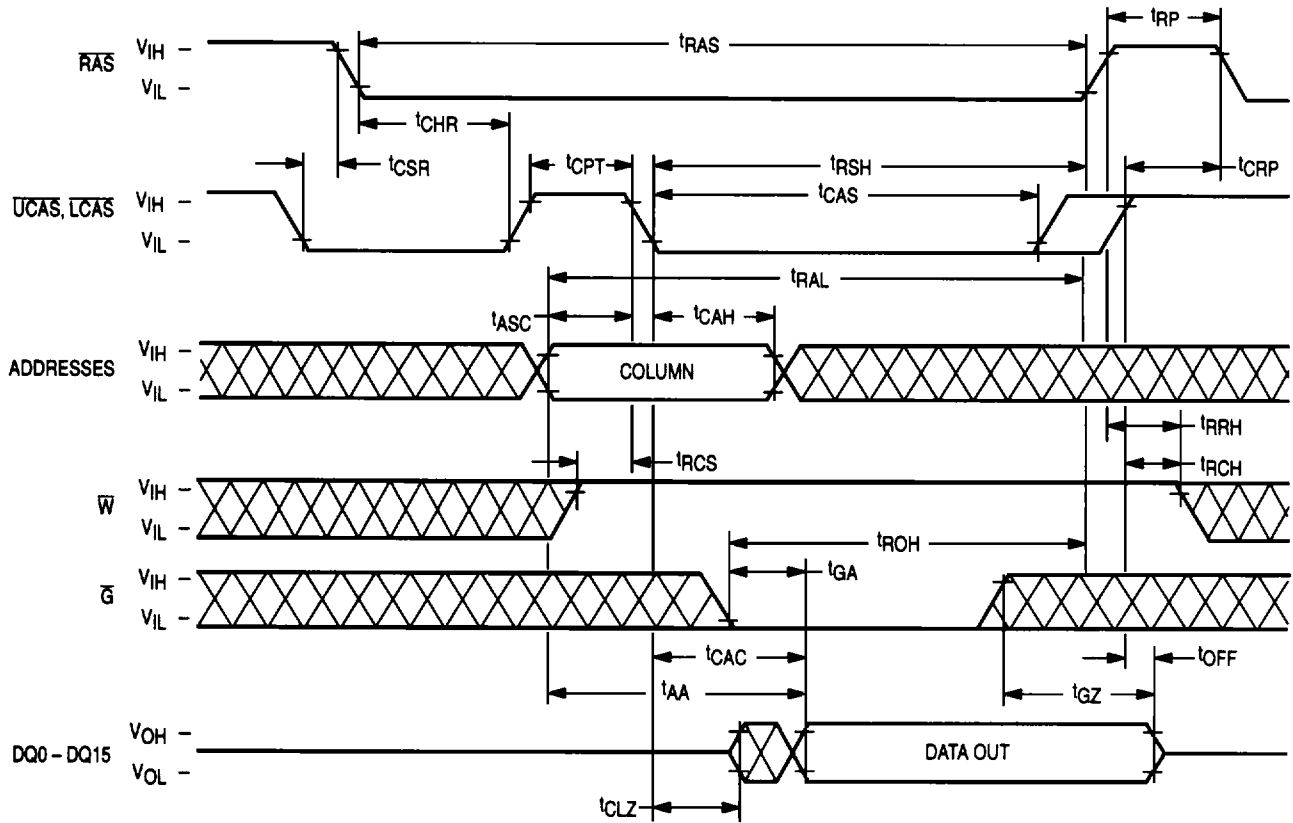 tRP
tRAS
RAS
VIH
VIL
tCHR
tCSR
tCPT
tRSH
tCRP
tCAS
UCAS, LCAS
VIH
VIL
tRAL
tASC
tCAH
ADDRESSES
VIH
VIL
COLUMN
tRRH
tRCS
tRCH
W
VIH
VIL
tROH
tGA
G
VIH
VIL
tCAC
tOFF
tAA
tGZ
DQ0 – DQ15
VOH
VOL
DATA OUT
tCLZ